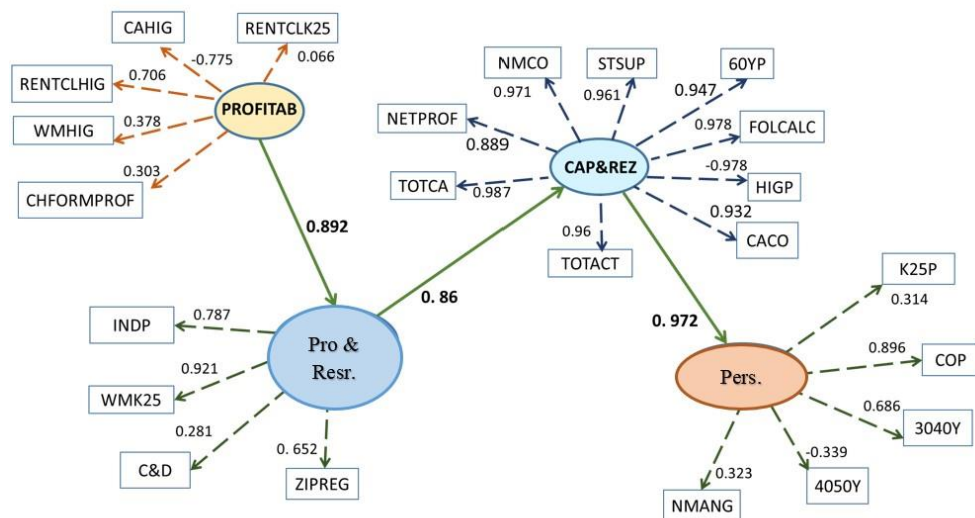 CAHIG
RENTCLK25
-0.775
0.066
RENTCLHIG
0.706
PROFITAB
WMHIG
0.378
CHFORMPROF
0.303
NMCO
STSUP
60YP
0.971
0.961
0.947
NETPROF
FOLCALC
0.889
0.978
CAP&REZ
-0.978
HIGP
TOTCA
0.987
0.932
CACO
0.96
TOTACT
0.892
0. 86
0. 972
INDP
0.787
Pro &
Resr.
0.921
WMK25
0.281
0. 652
C&D
ZIPREG
K25P
0.314
0.896
COP
Pers.
0.686
3040Y
-0.339
0.323
4050Y
NMANG